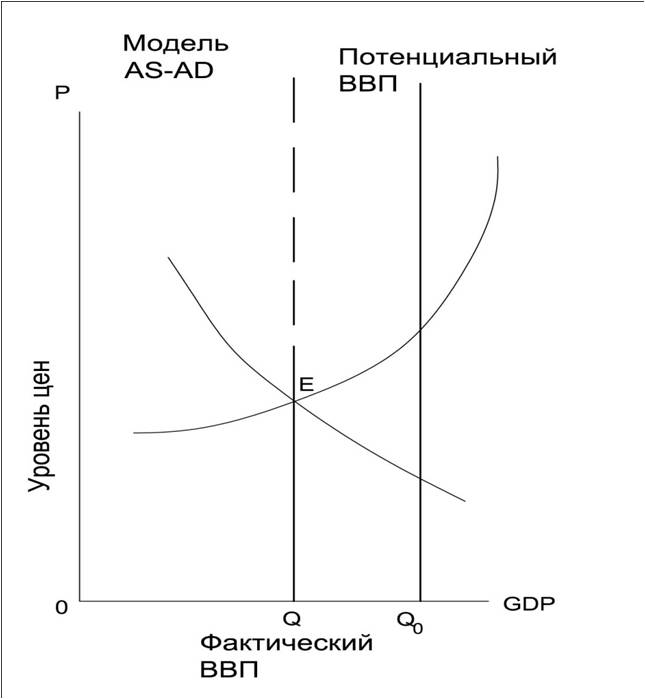 Модель
AS-AD
Потенциальный
ВВП
P
E
Уровень цен
0
Q
Q0
GDP
Фактический
ВВП